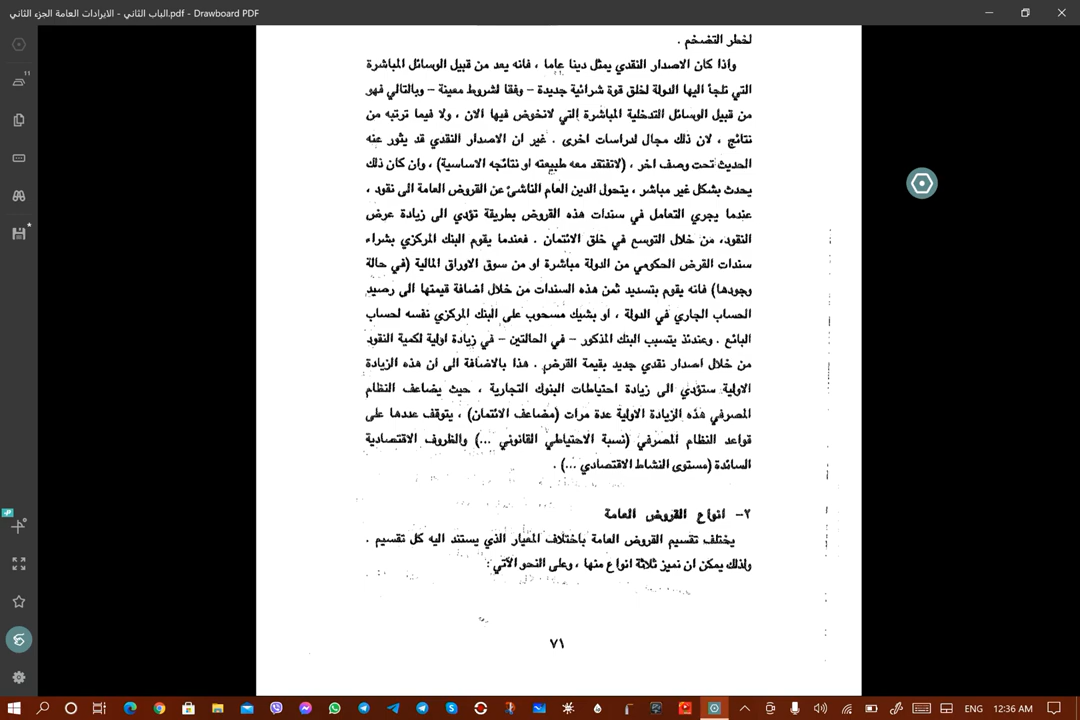 الباب الثاني - الايرادات العامة الجزء الثاني.pdf - Drawboard PDF
11
لخطر التضخم .
واذا كان الاصدار النقدي يمثل دينا عاما ، فانه يعد من قبيل الوسائل المباشرة
التي تلجأ اليها الدولة لخلق قوة شرائية جديدة – وفقا لشروط معينة – وبالتالي فهو
من قبيل الوسائل التدخلية المباشرة التي لانخوض فيها الان ، ولا فيما ترتبه من
نتائج ، لان ذلك مجال لدراسات اخرى . غير ان الاصدار النقدي قد يثور عنه
الحديث تحت وصف اخر ، (لاتفتقد معه طبيعته او نتائجه الاساسية) ، وان كان ذلك
يحدث بشكل غير مباشر ، يتحول الدين العام الناشئ عن القروض العامة الى نقود ،
عندما يجري التعامل في سندات هذه القروض بطريقة تؤدي الى زيادة عرض
النقود، من خلال التوسع في خلق الائتمان . فعندما يقوم البنك المركزي بشراء
سندات القرض الحكومي من الدولة مباشرة او من سوق الاوراق المالية (في حالة
وجودها) فانه يقوم بتسديد ثمن هذه السندات من خلال اضافة قيمتها الى رصيد
الحساب الجاري في الدولة ، او بشيك مسحوب على البنك المركزي نفسه لحساب
البائع . وعندئذ يتسبب البنك المذكور – في الحالتين – في زيادة اولية لكمية النقود
من خلال اصدار نقدي جديد بقيمة القرض . هذا بالاضافة الى ان هذه الزيادة
الاولية ستؤدي الى زيادة احتياطات البنوك التجارية ، حيث يضاعف النظام
المصرفي هذه الزيادة الاولية عدة مرات (مضاعف الائتمان) ، يتوقف عددها على
قواعد النظام المصرفي (نسبة الاحتياطي القانوني ...) والظروف الاقتصادية
السائدة (مستوى النشاط الاقتصادي ...) .
٢- انواع القروض العامة
يختلف تقسيم القروض العامة باختلاف المعيار الذي يستند اليه كل تقسيم .
ولذلك يمكن ان نميز ثلاثة انواع منها ، وعلى النحو الآتي :
٧١
ENG
12:36 AM